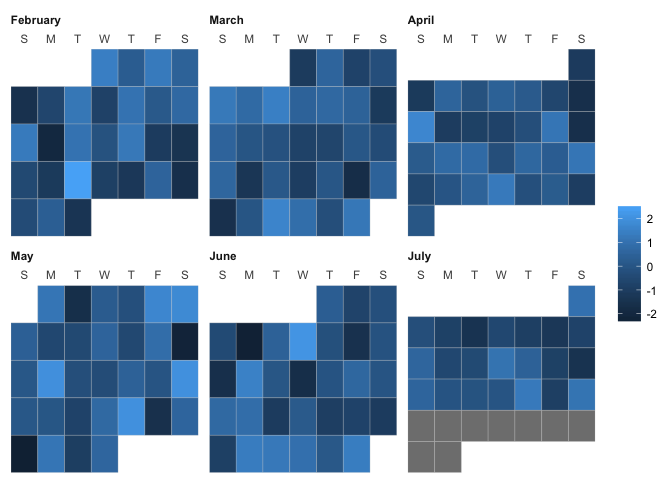 February
S M T W T F S
March
S M T W T F S
April
S M T W T F S
May
S M T W T F S
June
S M T W T F S
July
S M T W T F S
2
1
0
-1
-2